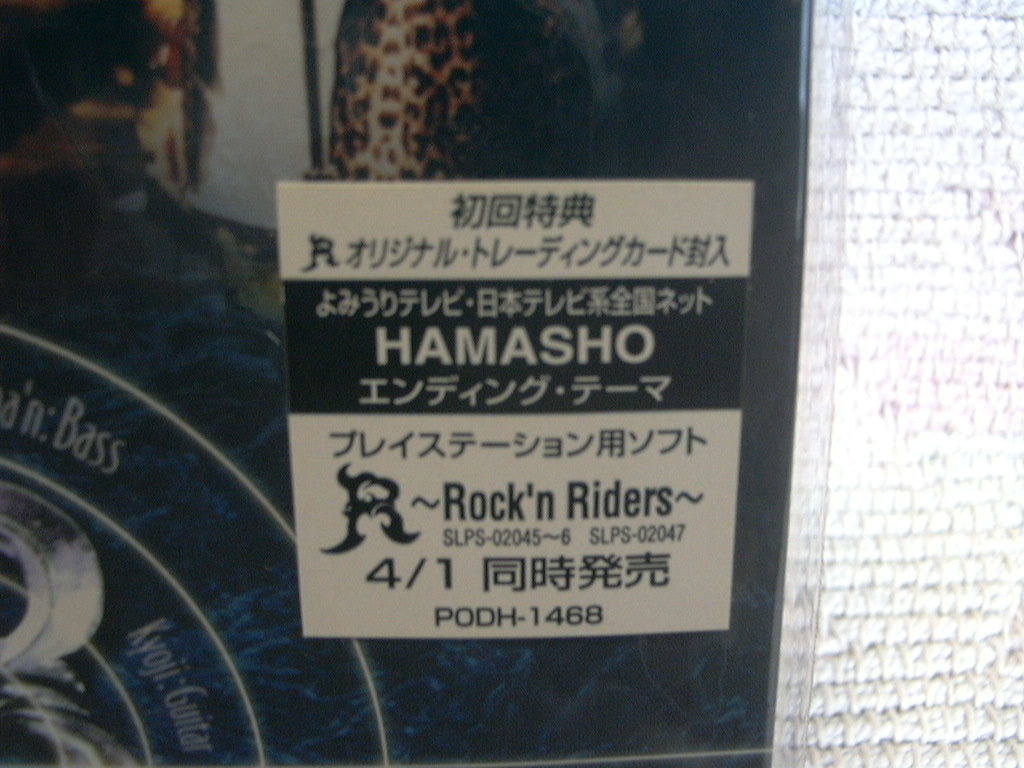 初回特典
R オリジナル・トレーディングカード封入
よみうりテレビ・日本テレビ系全国ネット
HAMASHO
エンディング・テーマ
プレイステーション用ソフト
R ~Rock'n Riders~
SLPS-02045~6 SLPS-02047
4/1 同時発売
PODH-1468
Bass
Kyoji: Guitar